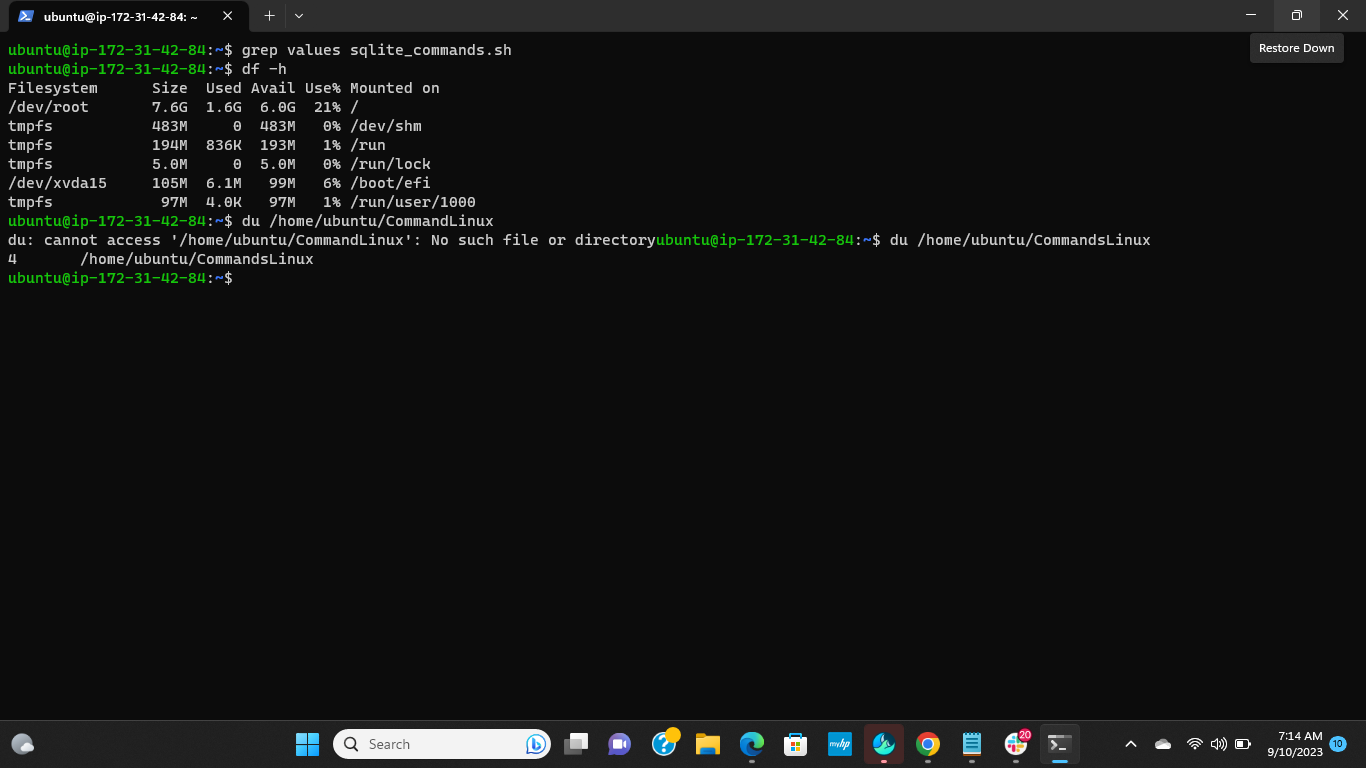 ubuntu@ip-172-31-42-84: ~
Restore Down
ubuntu@ip-172-31-42-84:~$ grep values sqlite_commands.sh
ubuntu@ip-172-31-42-84:~$ df -h
Filesystem      Size  Used Avail Use% Mounted on
/dev/root       7.6G  1.6G  6.0G  21% /
tmpfs           483M     0  483M   0% /dev/shm
tmpfs           194M  836K  193M   1% /run
tmpfs           5.0M     0  5.0M   0% /run/lock
/dev/xvda15     105M  6.1M   99M   6% /boot/efi
tmpfs            97M  4.0K   97M   1% /run/user/1000
ubuntu@ip-172-31-42-84:~$ du /home/ubuntu/CommandLinux
du: cannot access '/home/ubuntu/CommandLinux': No such file or directoryubuntu@ip-172-31-42-84:~$ du /home/ubuntu/CommandsLinux
4       /home/ubuntu/CommandsLinux
ubuntu@ip-172-31-42-84:~$
Search
myhp
20
7:14 AM
9/10/2023
10